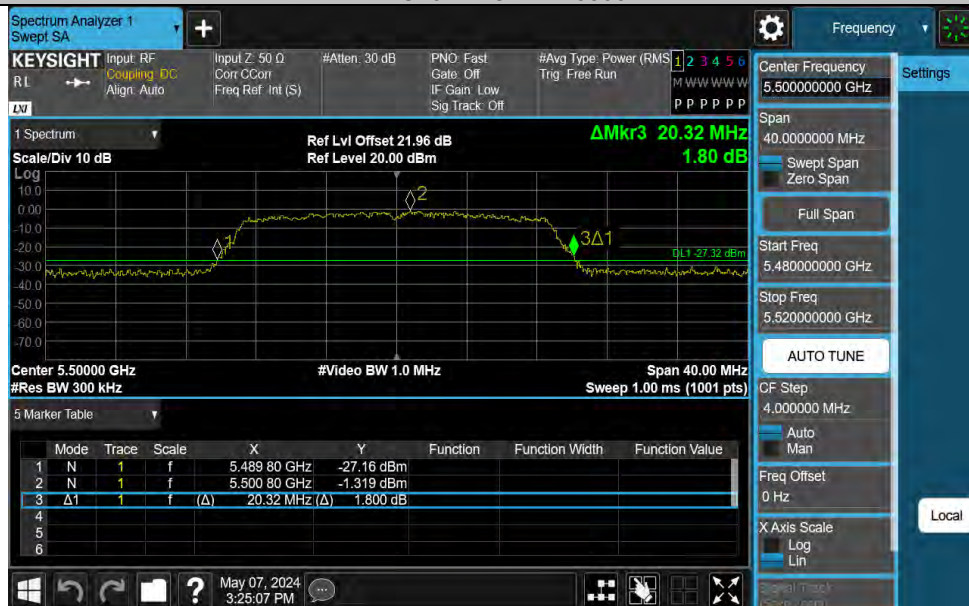 Spectrum Analyzer 1
Swept SA
Frequency
KEYSIGHT
RL
LXI
Input: RF
Coupling: DC
Align: Auto
Input Z: 50 Ω
Corr CCorr
Freq Ref: Int (S)
#Atten: 30 dB
PNO: Fast
Gate: Off
IF Gain: Low
Sig Track: Off
#Avg Type: Power (RMS
Trig: Free Run
1 2 3 4 5 6
M W W W W W
P P P P P P
1 Spectrum
Scale/Div 10 dB
Ref Lvl Offset 21.96 dB
Ref Level 20.00 dBm
ΔMkr3 20.32 MHz
1.80 dB
Log
10.0
0.00
-10.0
-20.0
-30.0
-40.0
-50.0
-60.0
-70.0
1
2
3Δ1
DL1 -27.32 dBm
Center 5.50000 GHz
#Res BW 300 kHz
#Video BW 1.0 MHz
Span 40.00 MHz
Sweep 1.00 ms (1001 pts)
5 Marker Table
Mode Trace Scale X Y Function Function Width Function Value
1 N 1 f 5.489 80 GHz -27.16 dBm
2 N 1 f 5.500 80 GHz -1.319 dBm
3 Δ1 1 f (Δ) 20.32 MHz (Δ) 1.800 dB
4
5
6
May 07, 2024
3:25:07 PM
Center Frequency
5.500000000 GHz
Span
40.0000000 MHz
Swept Span
Zero Span
Full Span
Start Freq
5.480000000 GHz
Stop Freq
5.520000000 GHz
AUTO TUNE
CF Step
4.000000 MHz
Auto
Man
Freq Offset
0 Hz
X Axis Scale
Log
Lin
Signal Track
Settings
Local